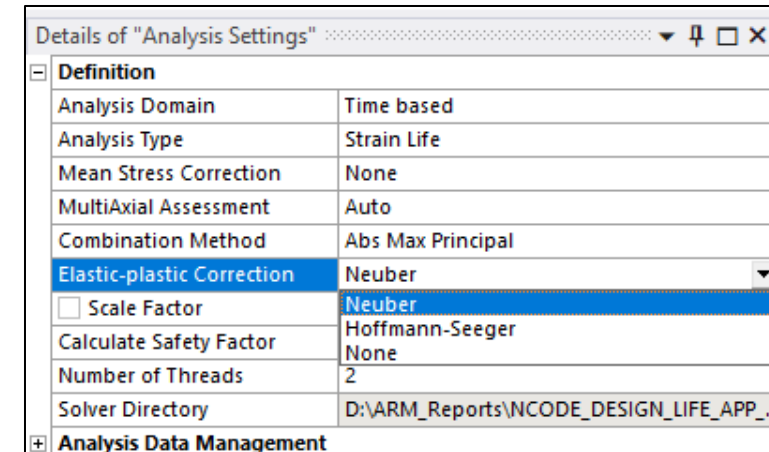 Details of "Analysis Settings"
Definition
Analysis Domain Time based
Analysis Type Strain Life
Mean Stress Correction None
MultiAxial Assessment Auto
Combination Method Abs Max Principal
Elastic-plastic Correction Neuber
Scale Factor Neuber
Hoffmann-Seeger
Calculate Safety Factor None
Number of Threads 2
Solver Directory D:\ARM_Reports\NCODE_DESIGN_LIFE_APP_.
Analysis Data Management